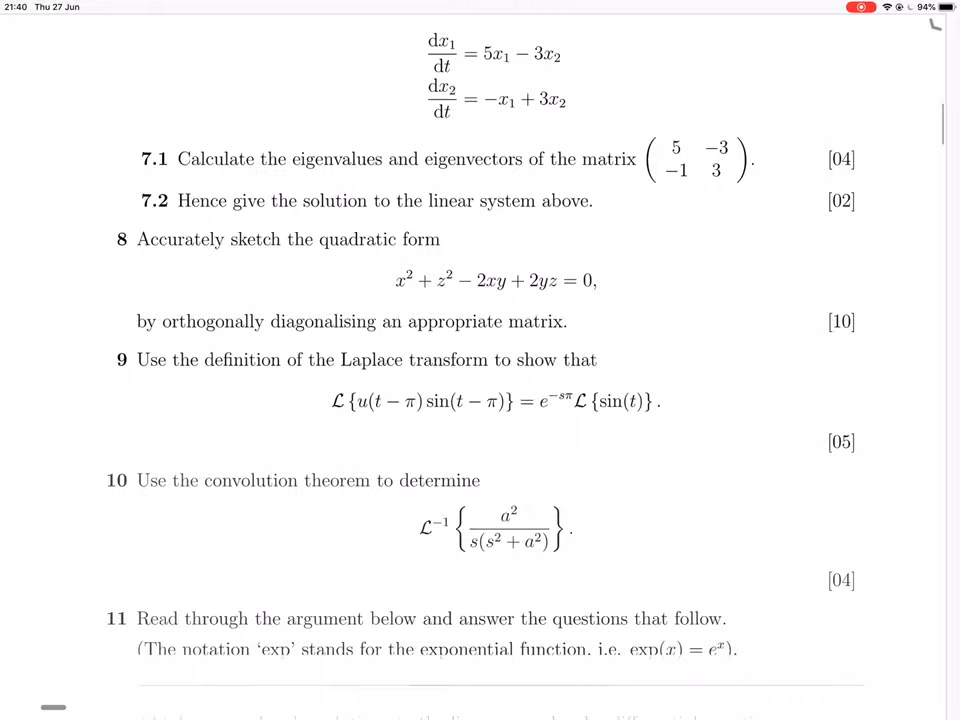 21:40 Thu 27 Jun 94%
dx₁/dt = 5x₁ − 3x₂
dx₂/dt = −x₁ + 3x₂
7.1 Calculate the eigenvalues and eigenvectors of the matrix ( 5 −3 ; −1 3 ). [04]
7.2 Hence give the solution to the linear system above. [02]
8 Accurately sketch the quadratic form
x² + z² − 2xy + 2yz = 0,
by orthogonally diagonalising an appropriate matrix. [10]
9 Use the definition of the Laplace transform to show that
ℒ{u(t − π) sin(t − π)} = e^{−sπ} ℒ{sin(t)}.
[05]
10 Use the convolution theorem to determine
ℒ⁻¹ { a² / s(s² + a²) }.
[04]
11 Read through the argument below and answer the questions that follow.
(The notation ‘exp’ stands for the exponential function, i.e. exp(x) = eˣ).